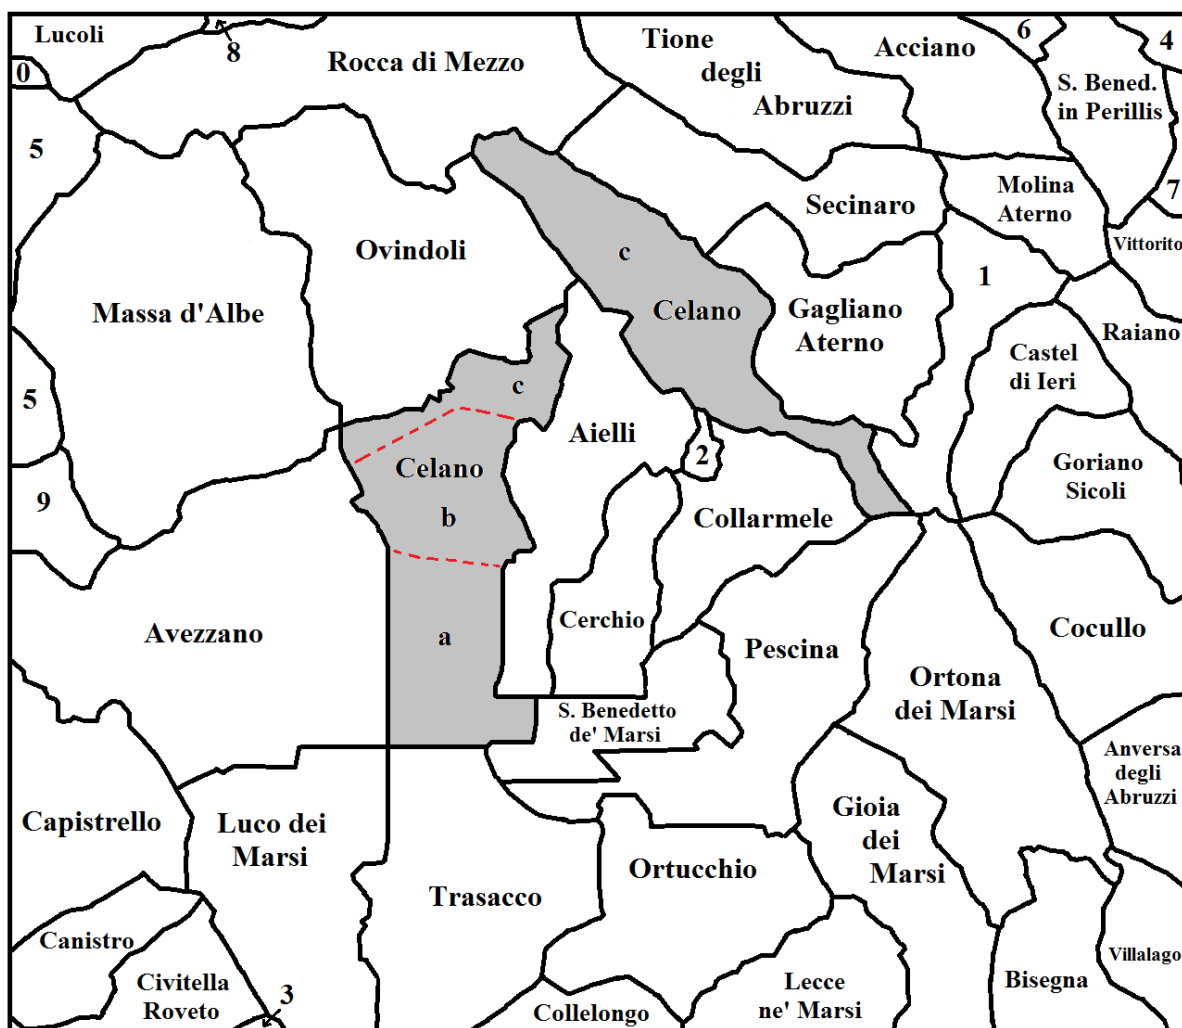 Lucoli
8
Rocca di Mezzo
Tione
degli
Abruzzi
Acciano
6
4
0
S. Bened.
in Perillis
5
7
Molina
Aterno
Secinaro
Vittorito
Ovindoli
c
1
Massa d'Albe
Celano
Gagliano
Aterno
Raiano
Castel
di Ieri
5
c
Aielli
2
Celano
b
Goriano
Sicoli
9
Collarmele
Avezzano
a
Cerchio
Pescina
Cocullo
Ortona
dei Marsi
S. Benedetto
de' Marsi
Anversa
degli
Abruzzi
Capistrello
Luco dei
Marsi
Gioia
dei
Marsi
Trasacco
Ortucchio
Canistro
Civitella
Roveto
3
Collelongo
Lecce
ne' Marsi
Bisegna
Villalago